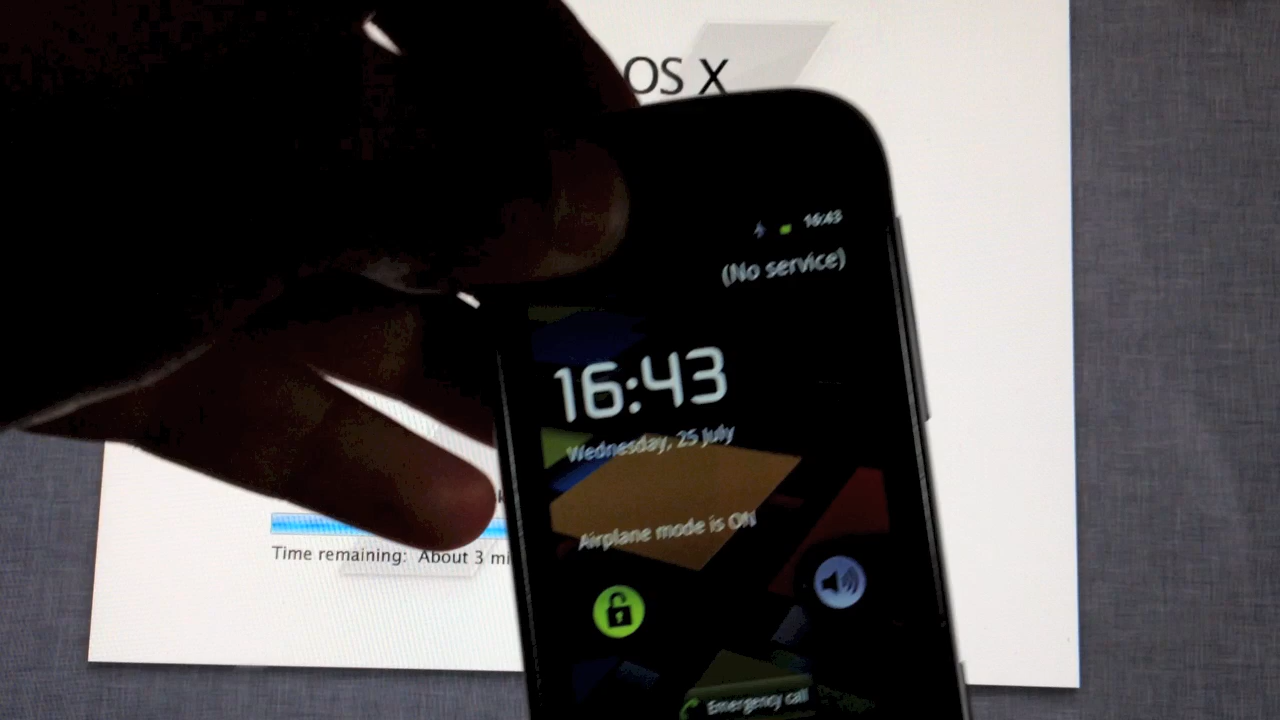 OS X
16:43
(No service)
16:43
Wednesday, 25 July
Airplane mode is ON
Time remaining: About 3 mi
Emergency call